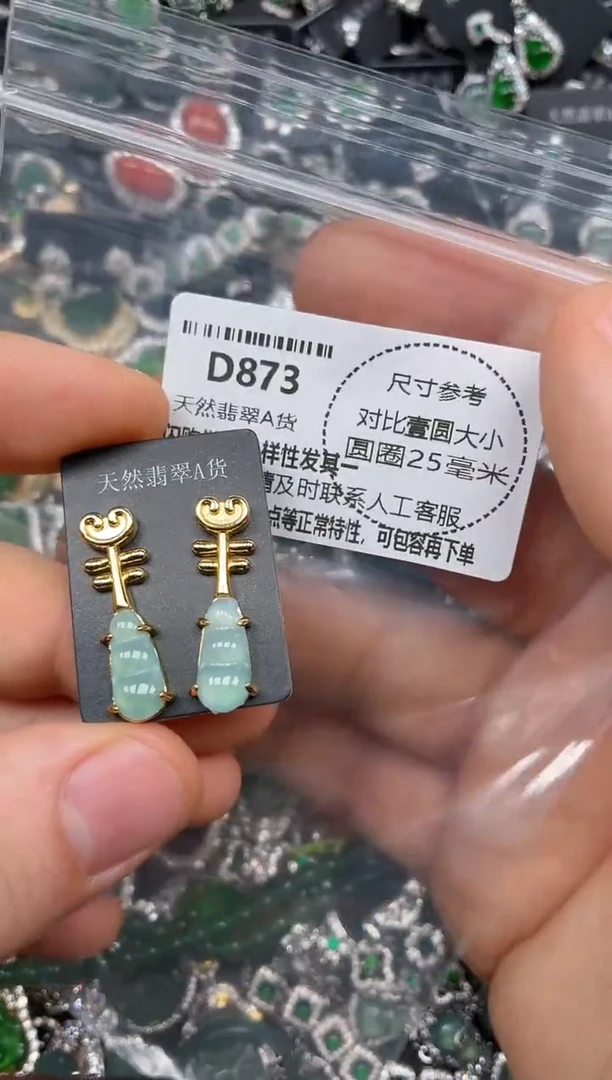 D873
天然翡翠A货
样性发其一
请及时联系人工客服
点等正常特性，可包容再下单
尺寸参考
对比壹圆大小
圆圈25毫米
天然翡翠A货